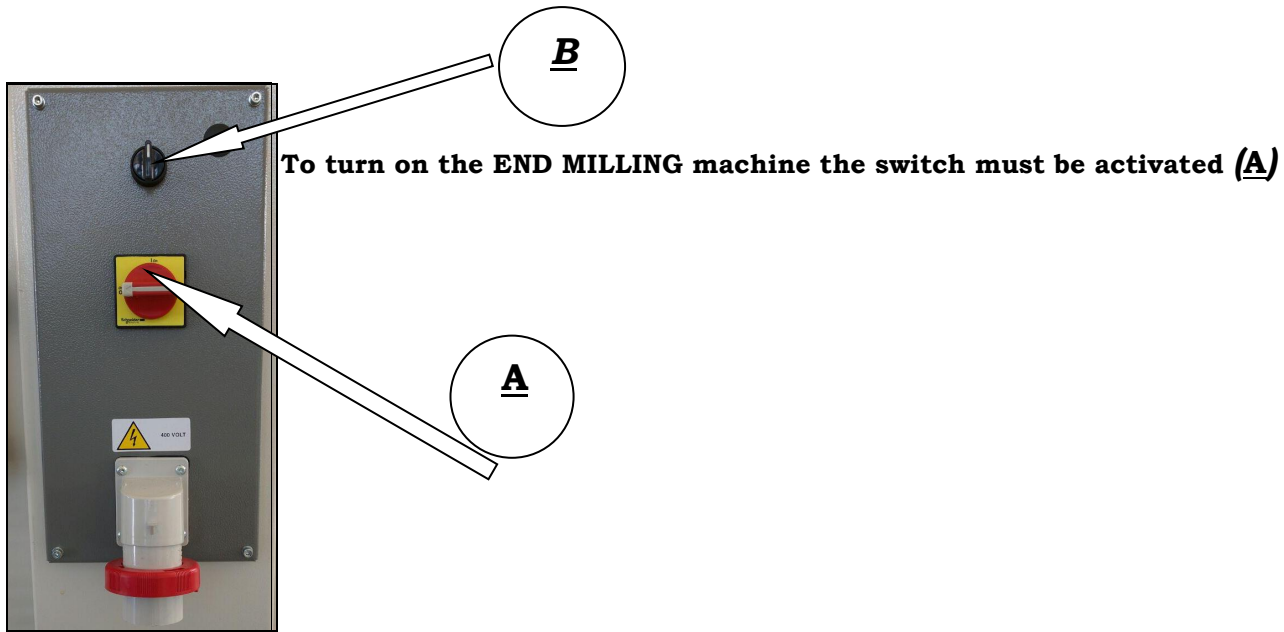 B
To turn on the END MILLING machine the switch must be activated (A)
A
400 VOLT